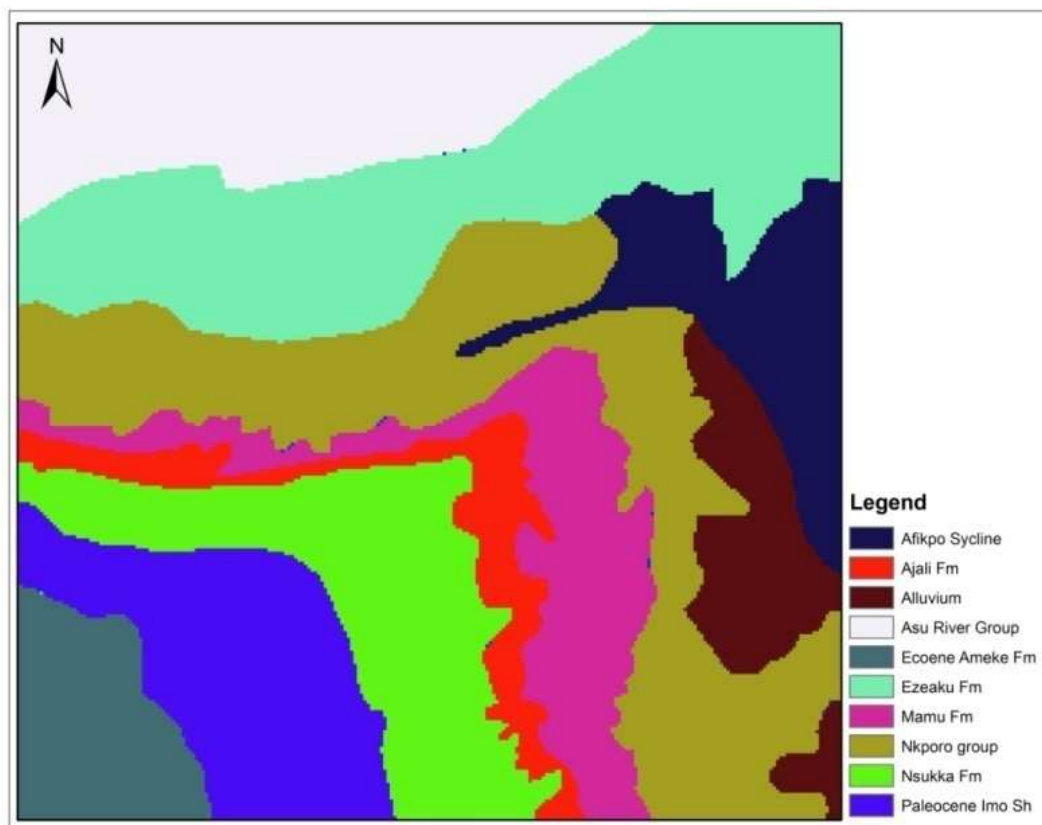 N
Legend
Afikpo Sycline
Ajali Fm
Alluvium
Asu River Group
Ecoene Ameke Fm
Ezeaku Fm
Mamu Fm
Nkporo group
Nsukka Fm
Paleocene Imo Sh